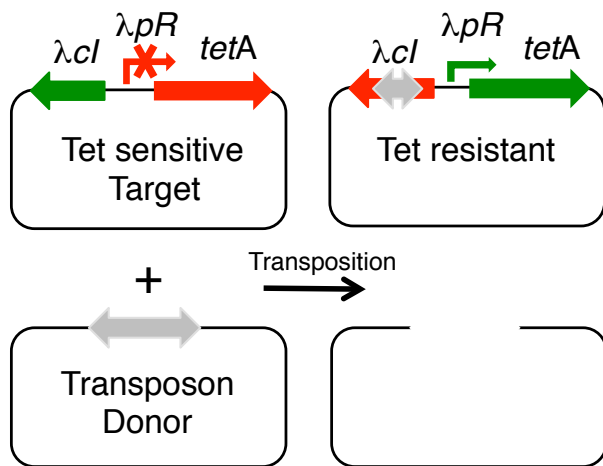 λcI λpR tetA
Tet sensitive
Target
λcI λpR tetA
Tet resistant
+
Transposition
Transposon
Donor